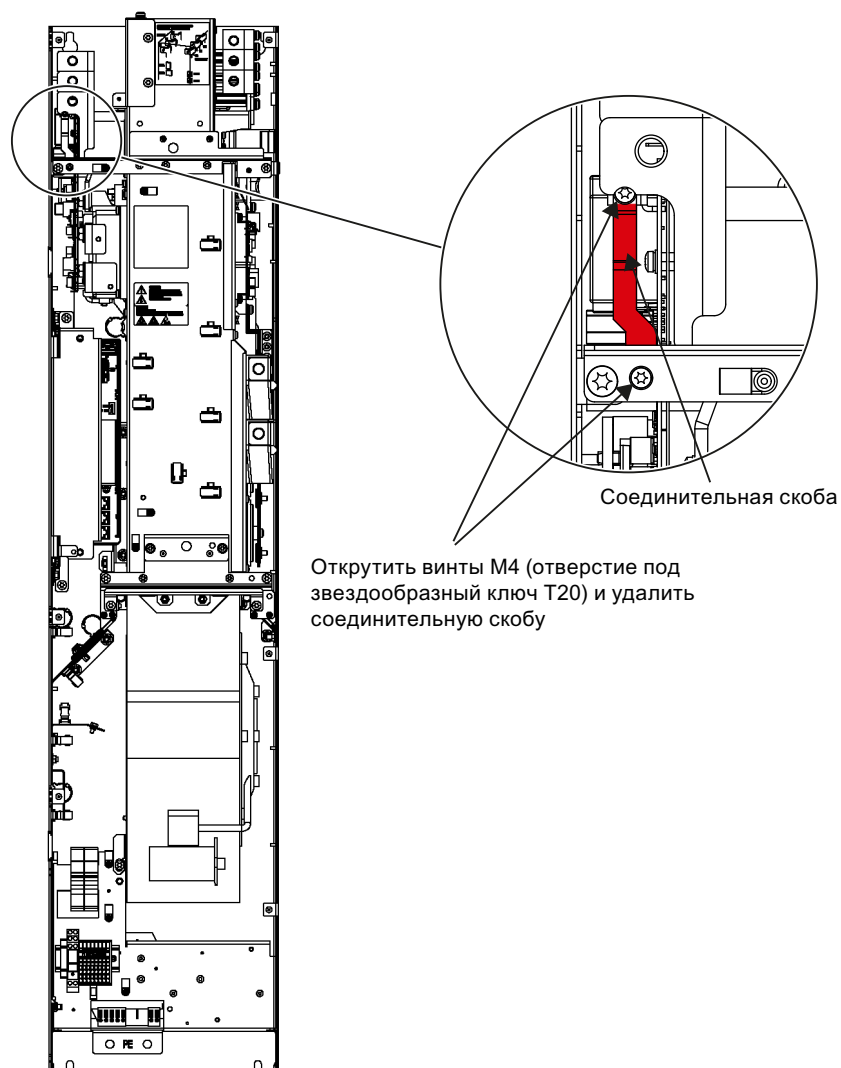 Соединительная скоба
Открутить винты M4 (отверстие под
звездообразный ключ T20) и удалить
соединительную скобу
PE